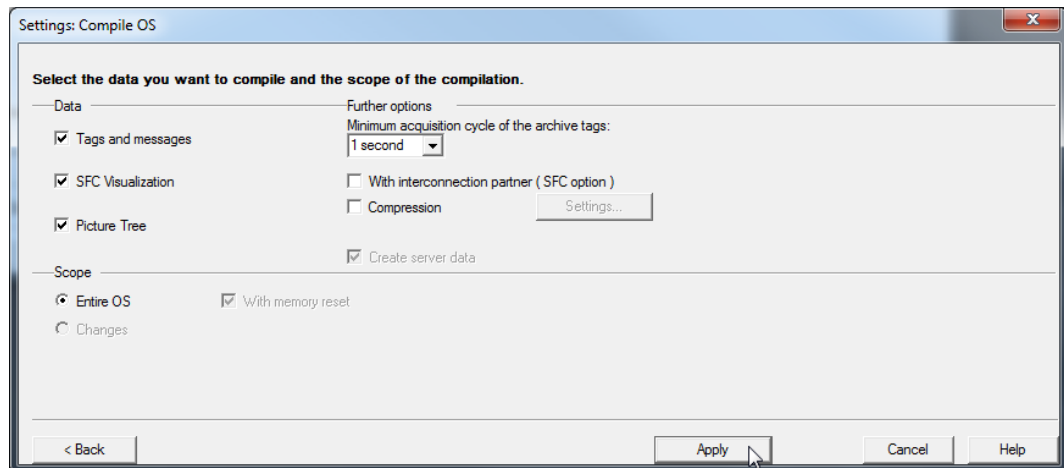 Settings: Compile OS
Select the data you want to compile and the scope of the compilation.
Data
Further options
Tags and messages
Minimum acquisition cycle of the archive tags:
1 second
SFC Visualization
With interconnection partner ( SFC option )
Compression
Settings...
Picture Tree
Create server data
Scope
Entire OS
With memory reset
Changes
< Back
Apply
Cancel
Help